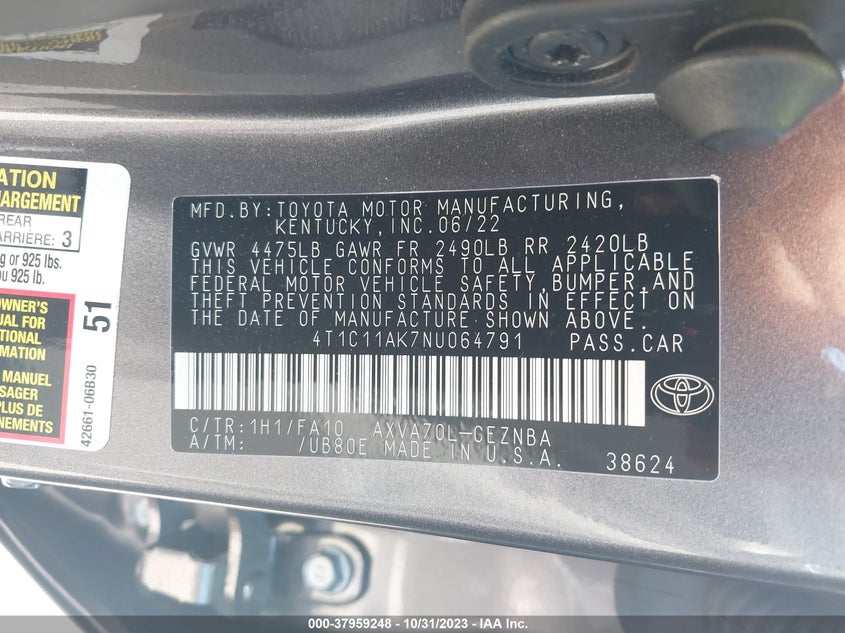 ATION
HARGEMENT
REAR
ARRIÈRE: 3
g or 925 lbs.
ou 925 lb.
OWNER'S
UAL FOR
TIONAL
RMATION
MANUEL
SAGER
PLUS DE
NEMENTS
51
42661-06B30
MFD.BY:TOYOTA MOTOR MANUFACTURING,
KENTUCKY,INC.06/22
GVWR 4475LB GAWR FR 2490LB RR 2420LB
THIS VEHICLE CONFORMS TO ALL APPLICABLE
FEDERAL MOTOR VEHICLE SAFETY,BUMPER,AND
THEFT PREVENTION STANDARDS IN EFFECT ON
THE DATE OF MANUFACTURE SHOWN ABOVE.
4T1C11AK7NU064791 PASS.CAR
C/TR:1H1/FA10 AXVA70L-CEZNBA
A/TM: /UB80E MADE IN U.S.A. 38624
TOYOTA
000-37959248 - 10/31/2023 - IAA Inc.